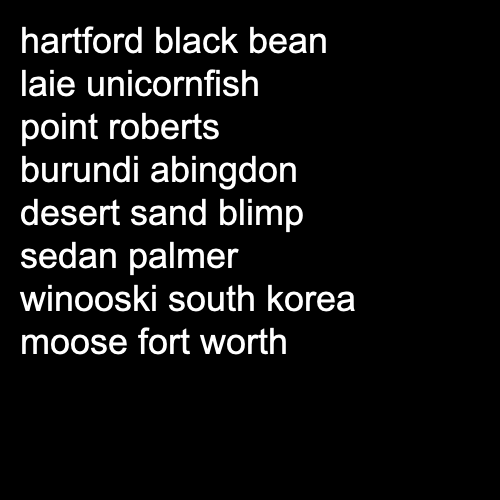 hartford black bean
laie unicornfish
point roberts
burundi abingdon
desert sand blimp
sedan palmer
winooski south korea
moose fort worth